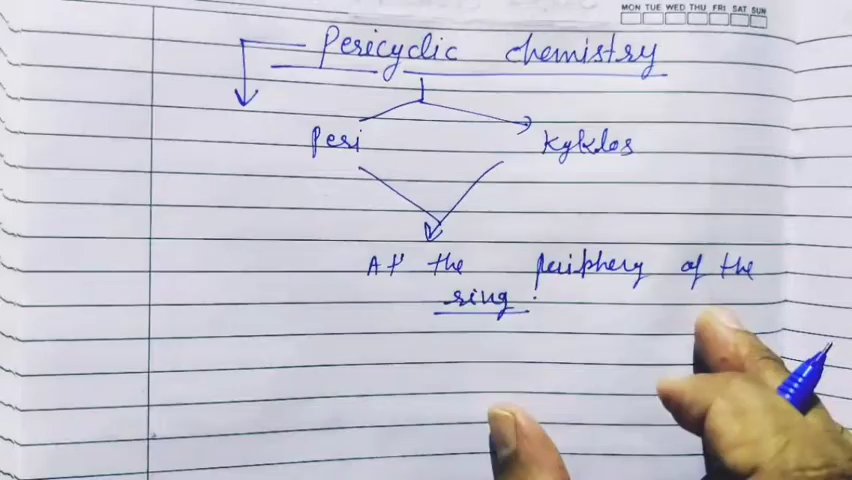 MON TUE WED THU FRI SAT SUN
Pericyclic chemistry
Peri Kyklos
At the periphery of the
ring.